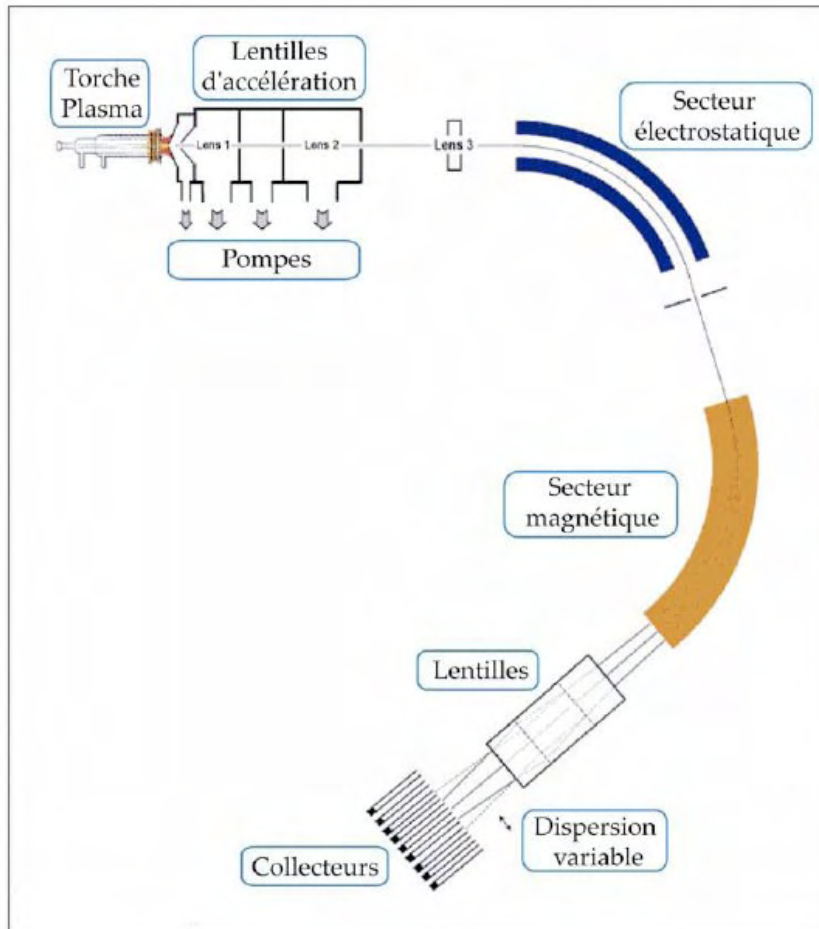 Torche
Plasma
Lentilles
d'accélération
Lens 1
Lens 2
Lens 3
Secteur
électrostatique
Pompes
Secteur
magnétique
Lentilles
Dispersion
variable
Collecteurs